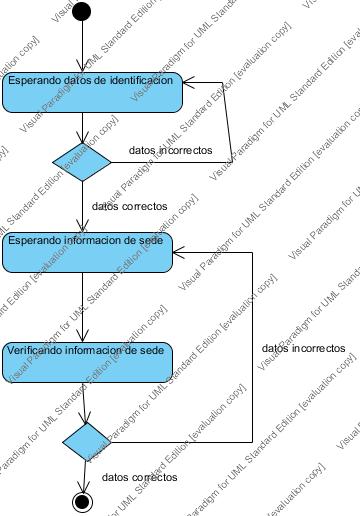 Esperando datos de identificacion
datos incorrectos
datos correctos
Esperando informacion de sede
datos incorrectos
Verificando informacion de sede
datos correctos
Visual Paradigm for UML Standard Edition [evaluation copy]